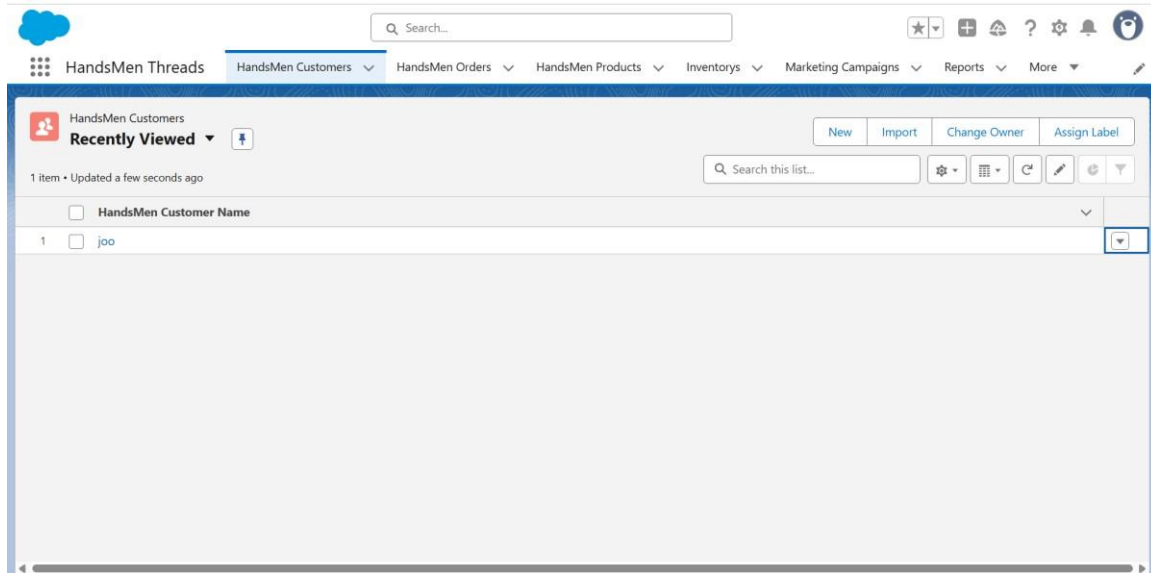 Search...
HandsMen Threads HandsMen Customers HandsMen Orders HandsMen Products Inventorys Marketing Campaigns Reports More
HandsMen Customers
Recently Viewed
New Import Change Owner Assign Label
1 item • Updated a few seconds ago
Search this list...
HandsMen Customer Name
1 joo